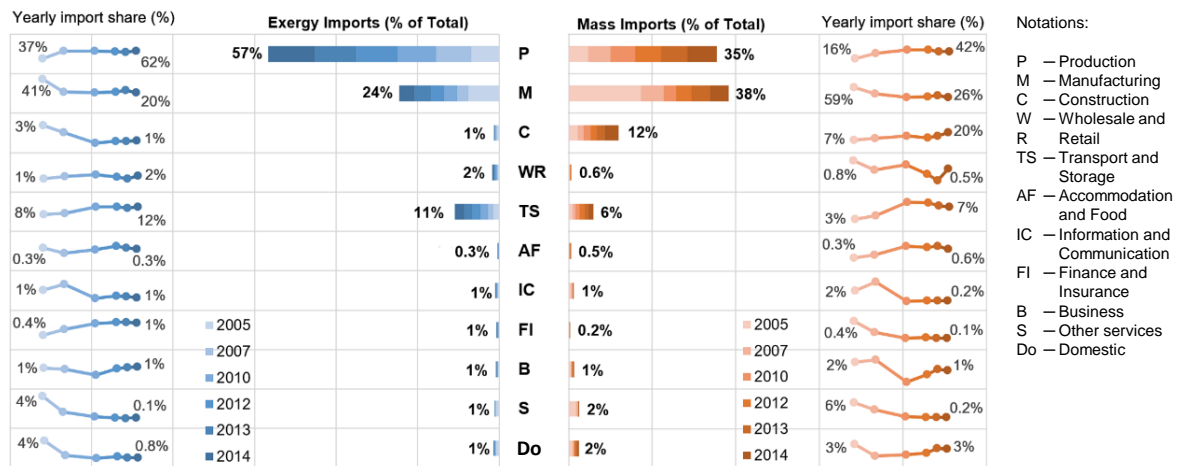 Yearly import share (%) Exergy Imports (% of Total) Mass Imports (% of Total) Yearly import share (%)
37% 62% 57% P 35% 16% 42%
41% 20% 24% M 38% 59% 26%
3% 1% 1% C 12% 7% 20%
1% 2% 2% WR 0.6% 0.8% 0.5%
8% 12% 11% TS 6% 3% 7%
0.3% 0.3% 0.3% AF 0.5% 0.3% 0.6%
1% 1% 1% IC 1% 2% 0.2%
0.4% 1% 1% FI 0.2% 0.4% 0.1%
1% 1% 1% B 1% 2% 1%
4% 0.1% 1% S 2% 6% 0.2%
4% 0.8% 1% Do 2% 3% 3%
2005
2007
2010
2012
2013
2014
2005
2007
2010
2012
2013
2014
Notations:
P – Production
M – Manufacturing
C – Construction
W – Wholesale and
R Retail
TS – Transport and
Storage
AF – Accommodation
and Food
IC – Information and
Communication
FI – Finance and
Insurance
B – Business
S – Other services
Do – Domestic